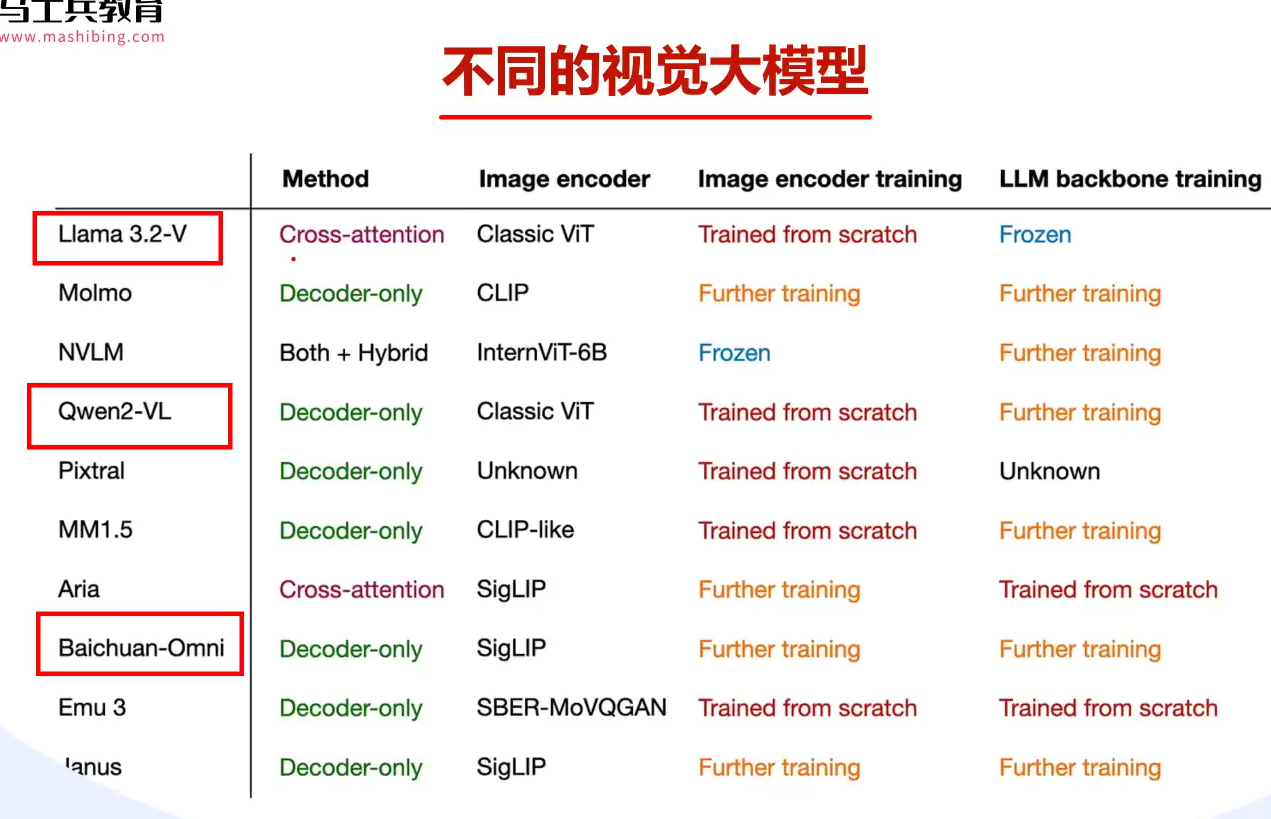 马士兵教育
www.mashibing.com
不同的视觉大模型
Method Image encoder Image encoder training LLM backbone training
Llama 3.2-V Cross-attention Classic ViT Trained from scratch Frozen
Molmo Decoder-only CLIP Further training Further training
NVLM Both + Hybrid InternViT-6B Frozen Further training
Qwen2-VL Decoder-only Classic ViT Trained from scratch Further training
Pixtral Decoder-only Unknown Trained from scratch Unknown
MM1.5 Decoder-only CLIP-like Trained from scratch Further training
Aria Cross-attention SigLIP Further training Trained from scratch
Baichuan-Omni Decoder-only SigLIP Further training Further training
Emu 3 Decoder-only SBER-MoVQGAN Trained from scratch Trained from scratch
Janus Decoder-only SigLIP Further training Further training